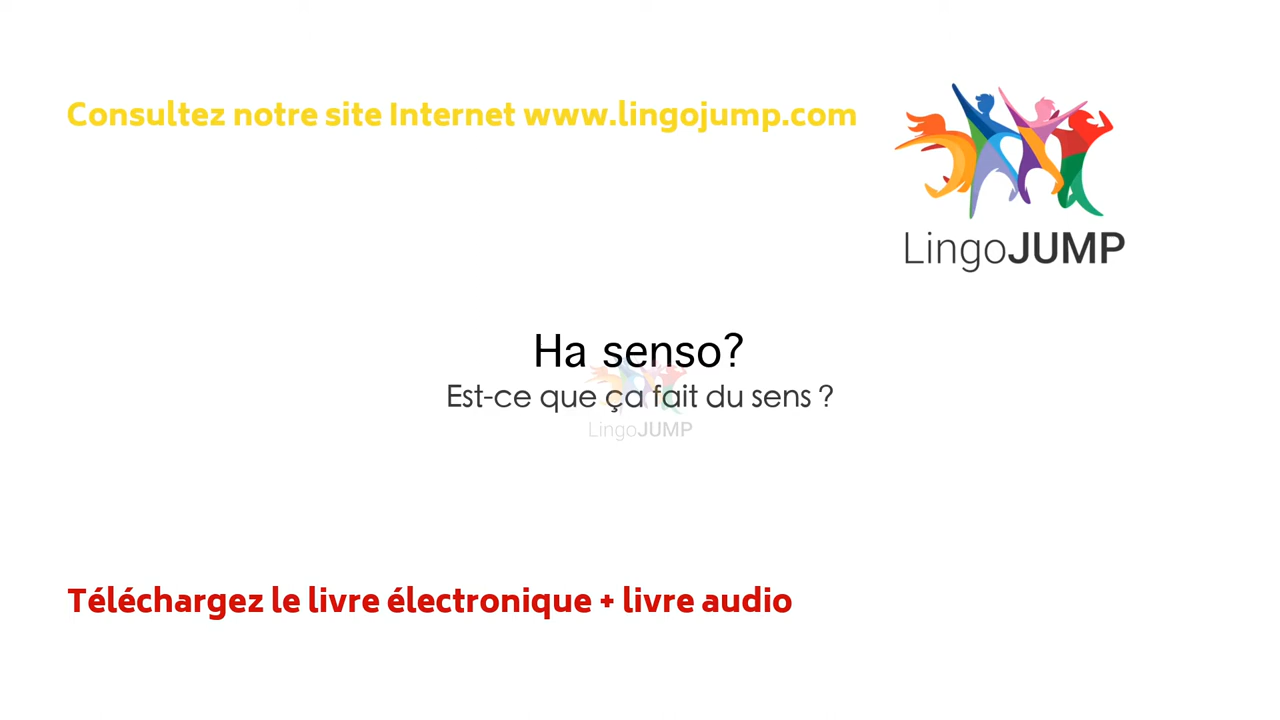 Consultez notre site Internet www.lingojump.com
LingoJUMP
Ha senso?
Est-ce que ça fait du sens ?
LingoJUMP
Téléchargez le livre électronique + livre audio